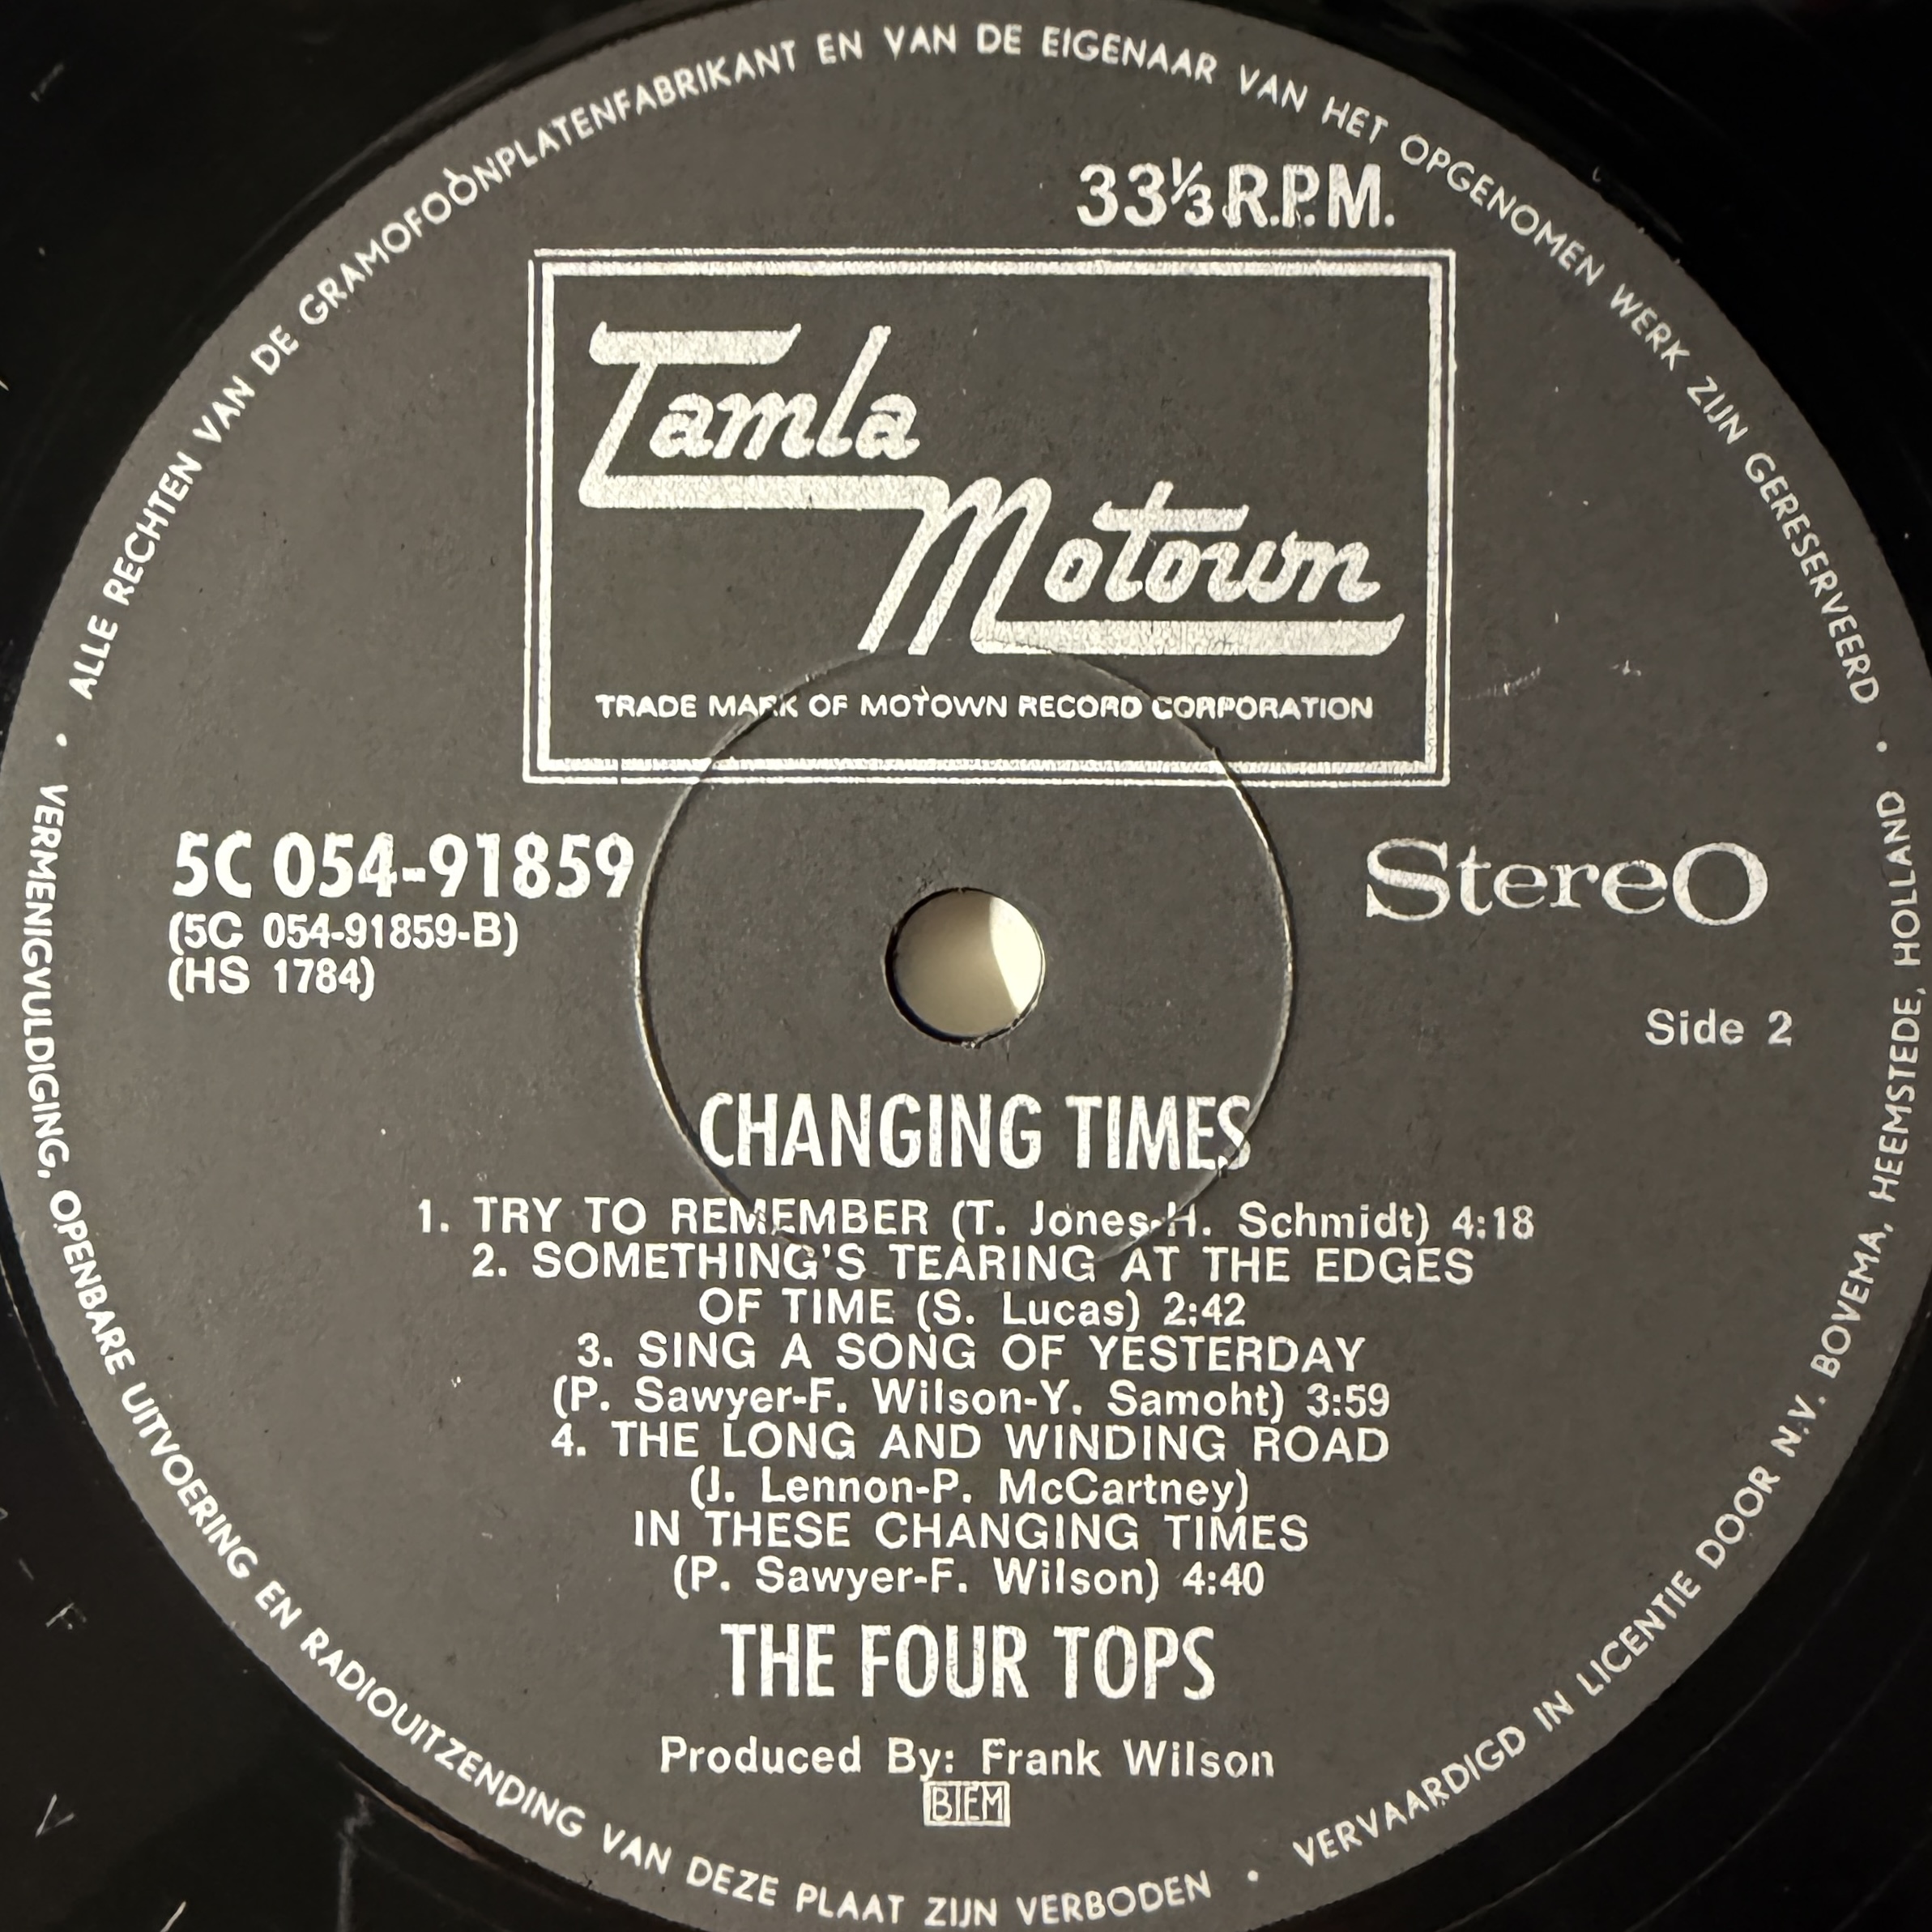 ALLE RECHTEN VAN DE GRAMOFOONPLATENFABRIKANT EN VAN DE EIGENAAR VAN HET OPGENOMEN WERK ZIJN GERESERVEERD •
33⅓ R.P.M.
Tamla
Motown
TRADE MARK OF MOTOWN RECORD CORPORATION
5C 054-91859
(5C 054-91859-B)
(HS 1784)
Stereo
Side 2
CHANGING TIMES
1. TRY TO REMEMBER (T. Jones-H. Schmidt) 4:18
2. SOMETHING'S TEARING AT THE EDGES
OF TIME (S. Lucas) 2:42
3. SING A SONG OF YESTERDAY
(P. Sawyer-F. Wilson-Y. Samoht) 3:59
4. THE LONG AND WINDING ROAD
(J. Lennon-P. McCartney)
IN THESE CHANGING TIMES
(P. Sawyer-F. Wilson) 4:40
THE FOUR TOPS
Produced By: Frank Wilson
BIEM
• VERMENIGVULDIGING, OPENBARE UITVOERING EN RADIOUITZENDING VAN DEZE PLAAT ZIJN VERBODEN •
VERVAARDIGD IN LICENTIE DOOR N.V. BOVEMA, HEEMSTEDE, HOLLAND